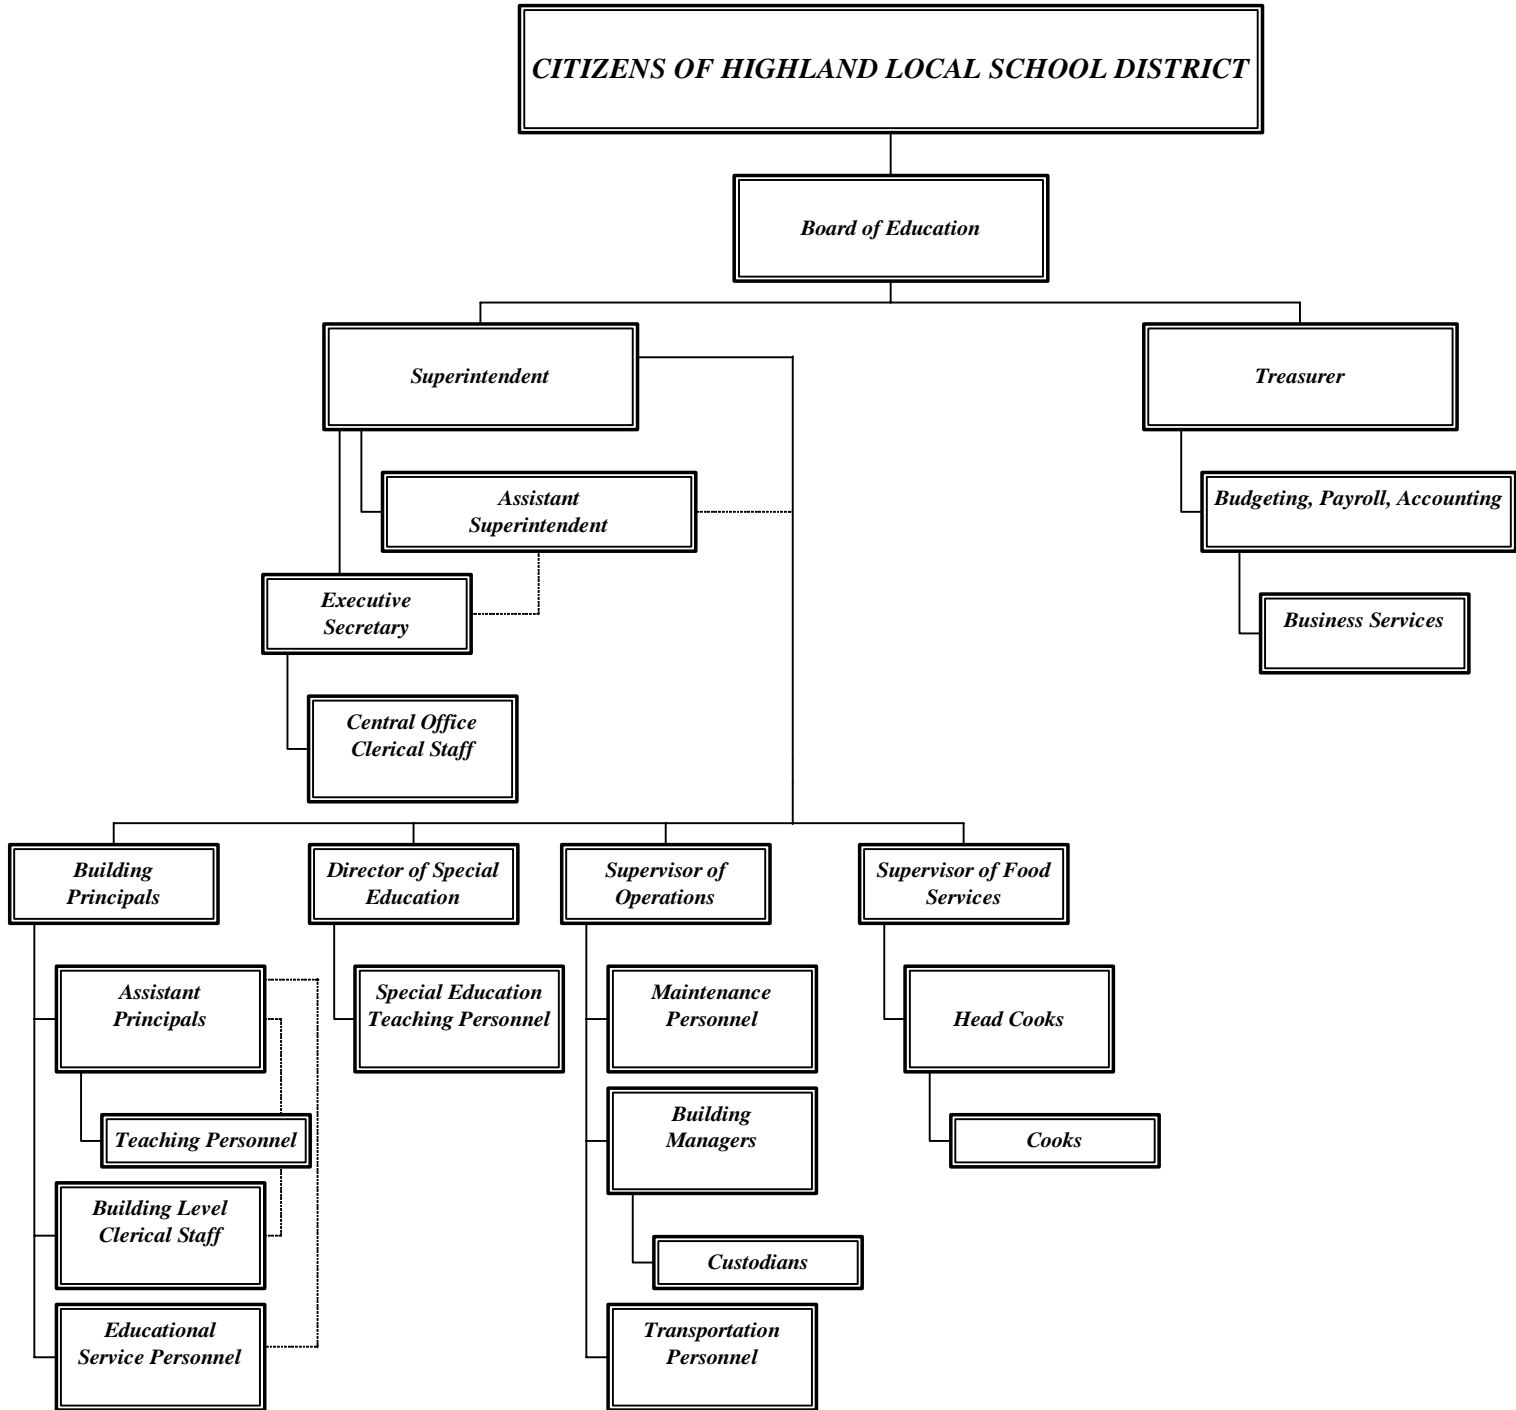 CITIZENS OF HIGHLAND LOCAL SCHOOL DISTRICT
Board of Education
Superintendent
Treasurer
Assistant
Superintendent
Budgeting, Payroll, Accounting
Executive
Secretary
Business Services
Central Office
Clerical Staff
Building
Principals
Director of Special
Education
Supervisor of
Operations
Supervisor of Food
Services
Assistant
Principals
Special Education
Teaching Personnel
Maintenance
Personnel
Head Cooks
Teaching Personnel
Building
Managers
Cooks
Building Level
Clerical Staff
Custodians
Educational
Service Personnel
Transportation
Personnel